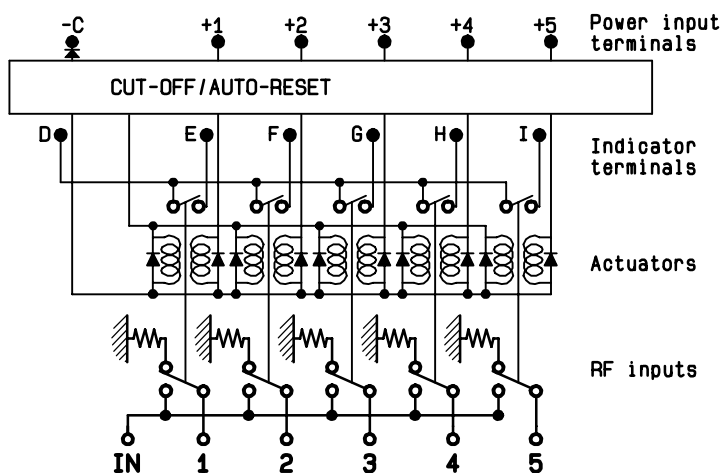 -C +1 +2 +3 +4 +5 Power input
terminals
CUT-OFF/AUTO-RESET
D E F G H I Indicator
terminals
Actuators
RF inputs
IN 1 2 3 4 5